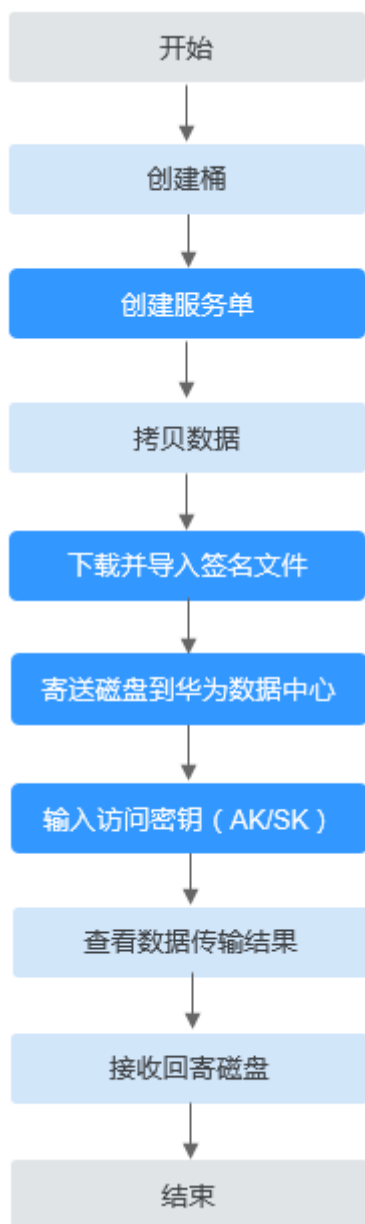 开始
创建桶
创建服务单
拷贝数据
下载并导入签名文件
寄送磁盘到华为数据中心
输入访问密钥（AK/SK）
查看数据传输结果
接收回寄磁盘
结束